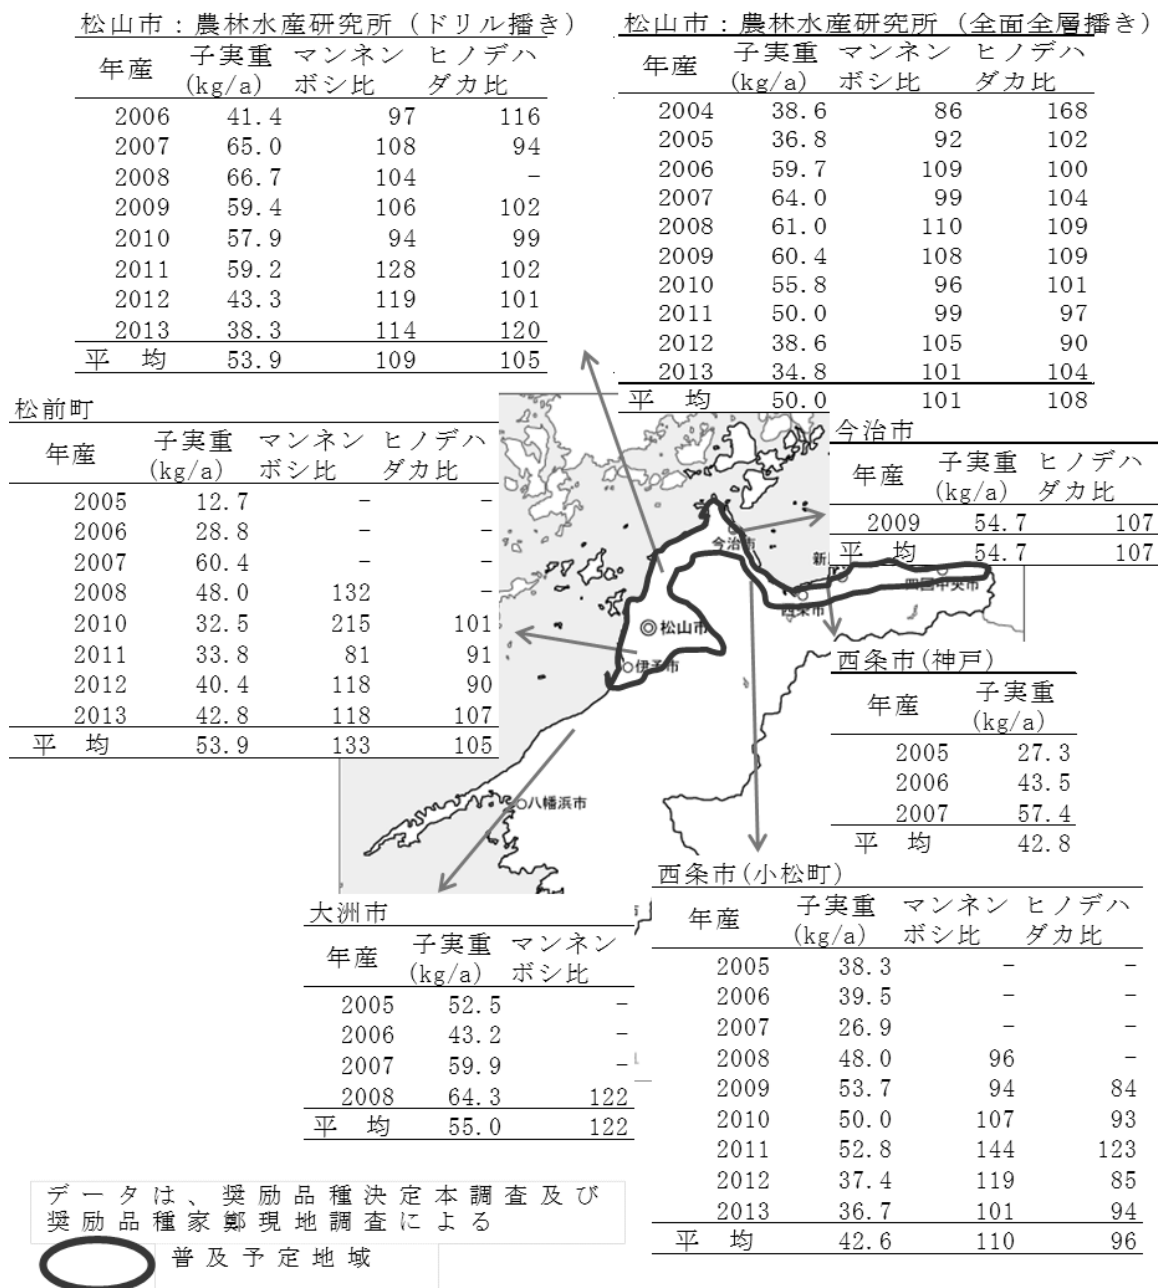 松山市：農林水産研究所（ドリル播き）
年産 子実重(kg/a) マンネンボシ比 ヒノデハダカ比
2006 41.4 97 116
2007 65.0 108 94
2008 66.7 104 −
2009 59.4 106 102
2010 57.9 94 99
2011 59.2 128 102
2012 43.3 119 101
2013 38.3 114 120
平 均 53.9 109 105
松山市：農林水産研究所（全面全層播き）
年産 子実重(kg/a) マンネンボシ比 ヒノデハダカ比
2004 38.6 86 168
2005 36.8 92 102
2006 59.7 109 100
2007 64.0 99 104
2008 61.0 110 109
2009 60.4 108 109
2010 55.8 96 101
2011 50.0 99 97
2012 38.6 105 90
2013 34.8 101 104
平 均 50.0 101 108
松前町
年産 子実重(kg/a) マンネンボシ比 ヒノデハダカ比
2005 12.7 − −
2006 28.8 − −
2007 60.4 − −
2008 48.0 132 −
2010 32.5 215 101
2011 33.8 81 91
2012 40.4 118 90
2013 42.8 118 107
平 均 53.9 133 105
今治市
年産 子実重(kg/a) ヒノデハダカ比
2009 54.7 107
平 均 54.7 107
今治市
新
四国中央市
西条市
松山市
伊予市
八幡浜市
西条市(神戸)
年産 子実重(kg/a)
2005 27.3
2006 43.5
2007 57.4
平 均 42.8
大洲市
年産 子実重(kg/a) マンネンボシ比
2005 52.5 −
2006 43.2 −
2007 59.9 −
2008 64.3 122
平 均 55.0 122
西条市(小松町)
年産 子実重(kg/a) マンネンボシ比 ヒノデハダカ比
2005 38.3 − −
2006 39.5 − −
2007 26.9 − −
2008 48.0 96 −
2009 53.7 94 84
2010 50.0 107 93
2011 52.8 144 123
2012 37.4 119 85
2013 36.7 101 94
平 均 42.6 110 96
データは、奨励品種決定本調査及び
奨励品種家鄭現地調査による
普及予定地域